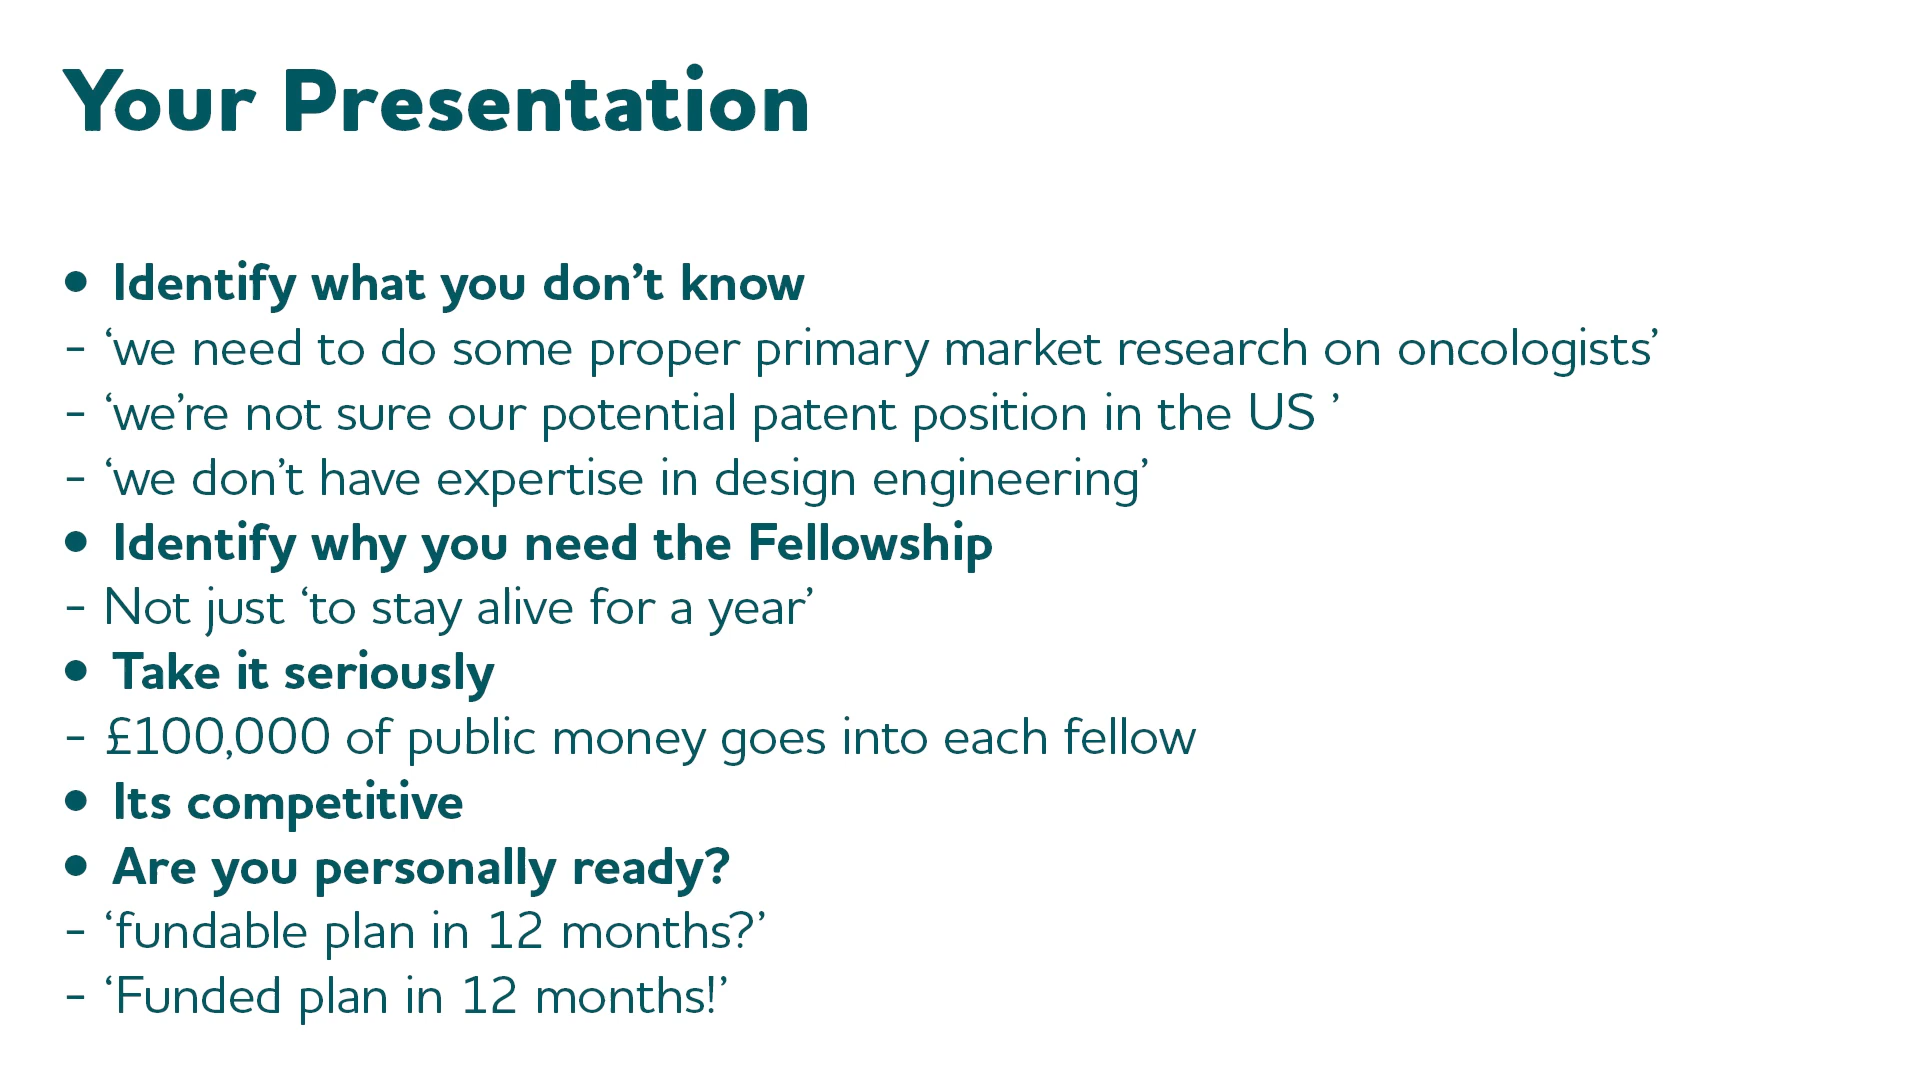 Your Presentation
• Identify what you don’t know
- ‘we need to do some proper primary market research on oncologists’
- ‘we’re not sure our potential patent position in the US ’
- ‘we don’t have expertise in design engineering’
• Identify why you need the Fellowship
- Not just ‘to stay alive for a year’
• Take it seriously
- £100,000 of public money goes into each fellow
• Its competitive
• Are you personally ready?
- ‘fundable plan in 12 months?’
- ‘Funded plan in 12 months!’